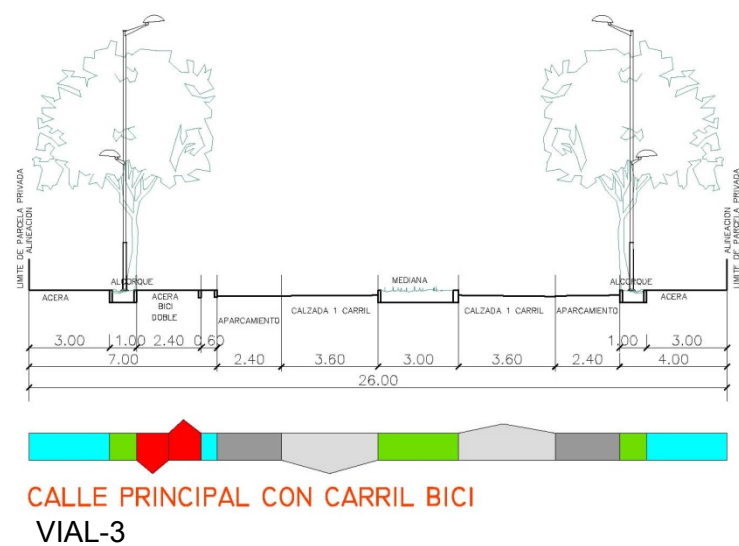 LIMITE DE PARCELA PRIVADA
ALINEACION
ALINEACION
LIMITE DE PARCELA PRIVADA
ALCORQUE
MEDIANA
ALCORQUE
ACERA
ACERA
BICI
DOBLE
APARCAMIENTO
CALZADA 1 CARRIL
CALZADA 1 CARRIL
APARCAMIENTO
ACERA
3.00
1.00
2.40
0.60
1.00
3.00
7.00
2.40
3.60
3.00
3.60
2.40
4.00
26.00
CALLE PRINCIPAL CON CARRIL BICI
VIAL-3